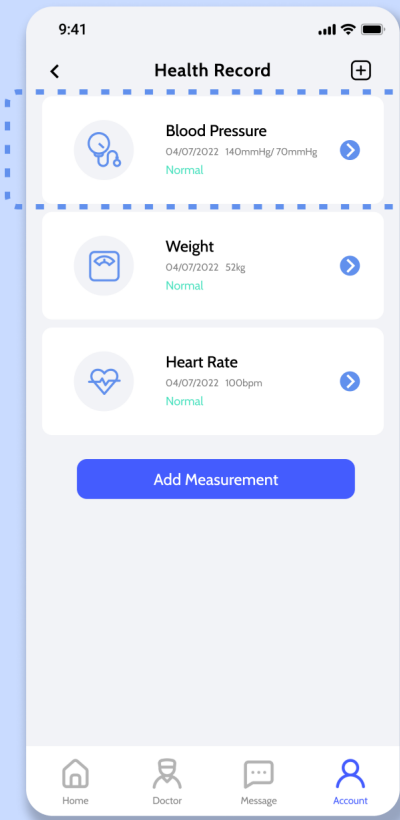 9:41
Health Record
Blood Pressure
04/07/2022 140mmHg/ 70mmHg
Normal
Weight
04/07/2022 52kg
Normal
Heart Rate
04/07/2022 100bpm
Normal
Add Measurement
Home Doctor Message Account